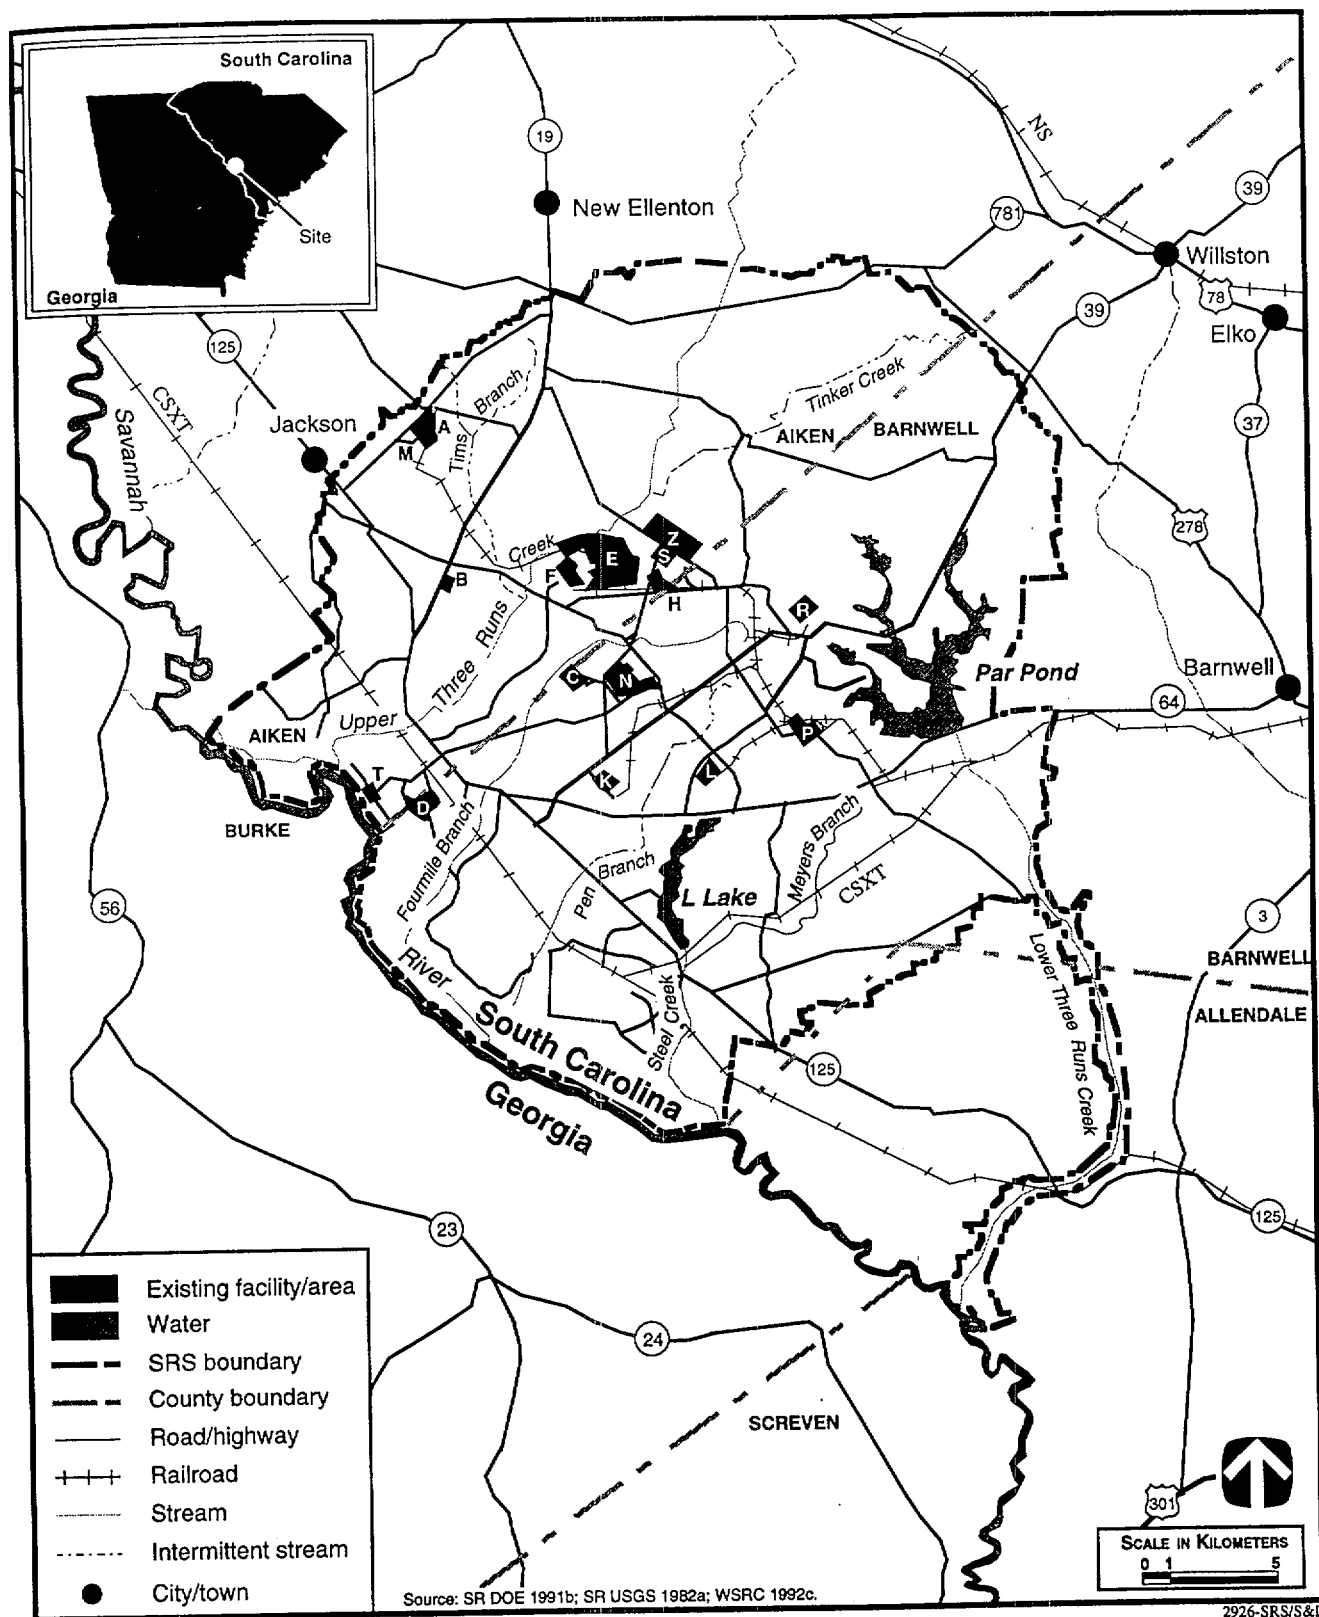 South Carolina
Site
Georgia
19
New Ellenton
NS
781
39
Willston
78
39
Elko
125
CSXT
Savannah
Jackson
Tims
Branch
A
M
Tinker Creek
AIKEN
BARNWELL
37
278
Creek
Z
S
E
F
H
B
R
Three
Runs
C
N
Par Pond
Barnwell
64
AIKEN
Upper
P
T
K
L
D
BURKE
Fourmile Branch
Pen
Branch
Meyers Branch
L Lake
CSXT
56
3
Lower Three Runs Creek
BARNWELL
ALLENDALE
River
Steel Creek
South Carolina
Georgia
125
125
23
24
SCREVEN
301
Existing facility/area
Water
SRS boundary
County boundary
Road/highway
Railroad
Stream
Intermittent stream
City/town
Source: SR DOE 1991b; SR USGS 1982a; WSRC 1992c.
SCALE IN KILOMETERS
0 1 5
2926-SRS/S&D